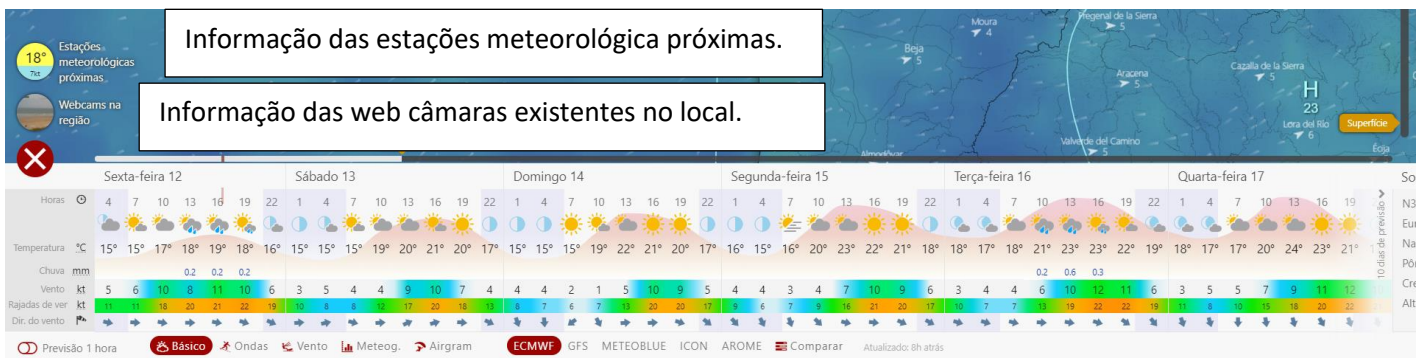 Informação das estações meteorológica próximas.
18°
7kt
Estações
meteorológicas
próximas
Informação das web câmaras existentes no local.
Webcams na
região
Moura
4
Fregenal de la Sierra
5
Beja
5
Aracena
5
Cazalla de la Sierra
5
H
23
Lora del Río
6
Superfície
Valverde del Camino
5
Almodôvar
Écija
Sexta-feira 12 Sábado 13 Domingo 14 Segunda-feira 15 Terça-feira 16 Quarta-feira 17
Horas 4 7 10 13 16 19 22 1 4 7 10 13 16 19 22 1 4 7 10 13 16 19 22 1 4 7 10 13 16 19 22 1 4 7 10 13 16 19 22 1 4 7 10 13 16 19
Temperatura °C 15° 15° 17° 18° 19° 18° 16° 15° 15° 15° 19° 20° 21° 20° 17° 15° 15° 15° 19° 22° 21° 20° 17° 16° 15° 16° 20° 23° 22° 21° 18° 18° 17° 18° 21° 23° 23° 22° 19° 18° 17° 17° 20° 24° 23° 21°
Chuva mm 0.2 0.2 0.2 0.2 0.6 0.3
Vento kt 5 6 10 8 11 10 6 3 5 4 4 9 10 7 4 4 4 2 1 5 10 9 5 4 3 4 4 7 10 9 6 3 4 4 6 10 12 11 6 3 4 5 7 9 11 12
Rajadas de ver kt 11 11 18 20 21 22 19 10 8 8 12 17 20 18 13 8 7 6 7 13 20 20 17 9 6 7 9 16 21 20 17 10 7 7 13 19 22 22 19 11 8 10 15 18 20 22
Dir. do vento
10 dias de previsão
So
N3
Eur
Na
Pôr
Cre
Alt
Previsão 1 hora Básico Ondas Vento Meteog. Airgram ECMWF GFS METEOBLUE ICON AROME Comparar Atualizado: 8h atrás